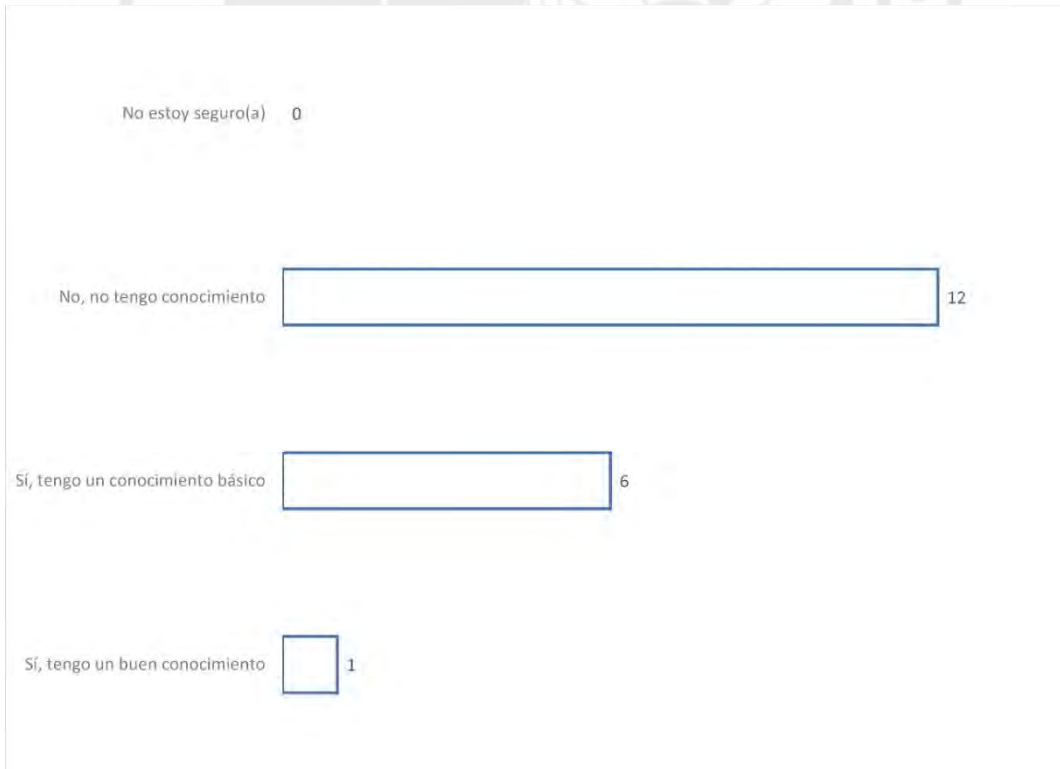 No estoy seguro(a) 0
No, no tengo conocimiento 12
Sí, tengo un conocimiento básico 6
Sí, tengo un buen conocimiento 1